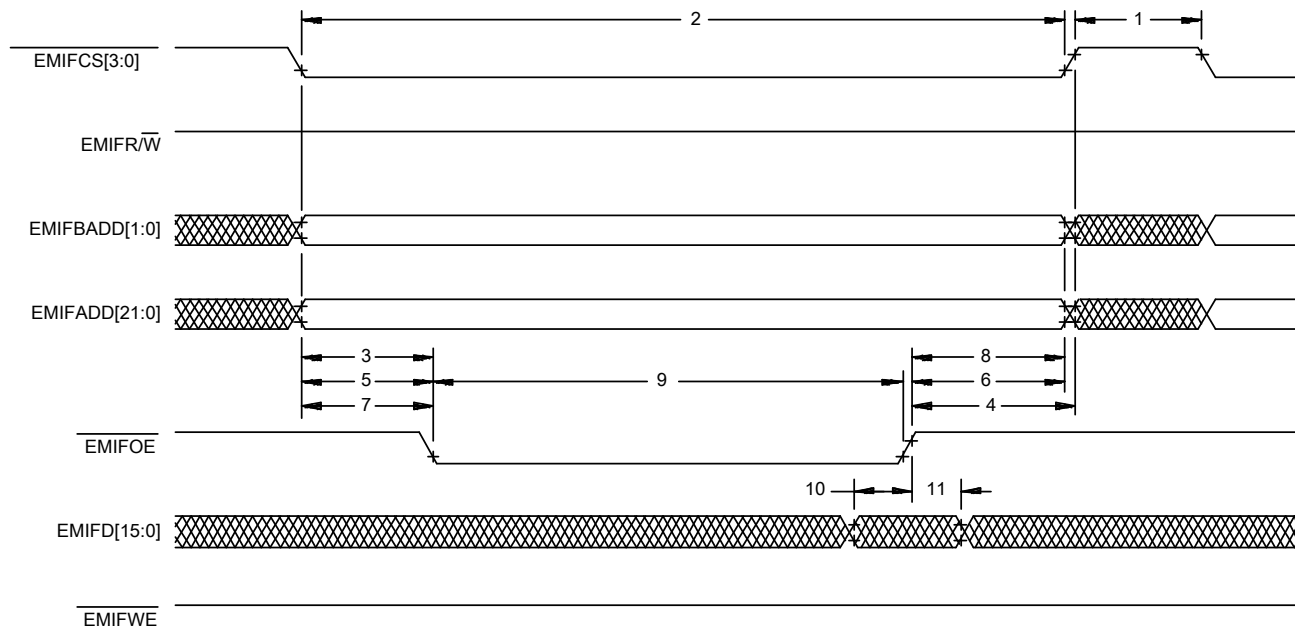 2
1
EMIFCS[3:0]
EMIFR/W
EMIFBADD[1:0]
EMIFADD[21:0]
3
8
5
9
6
7
4
EMIFOE
10
11
EMIFD[15:0]
EMIFWE